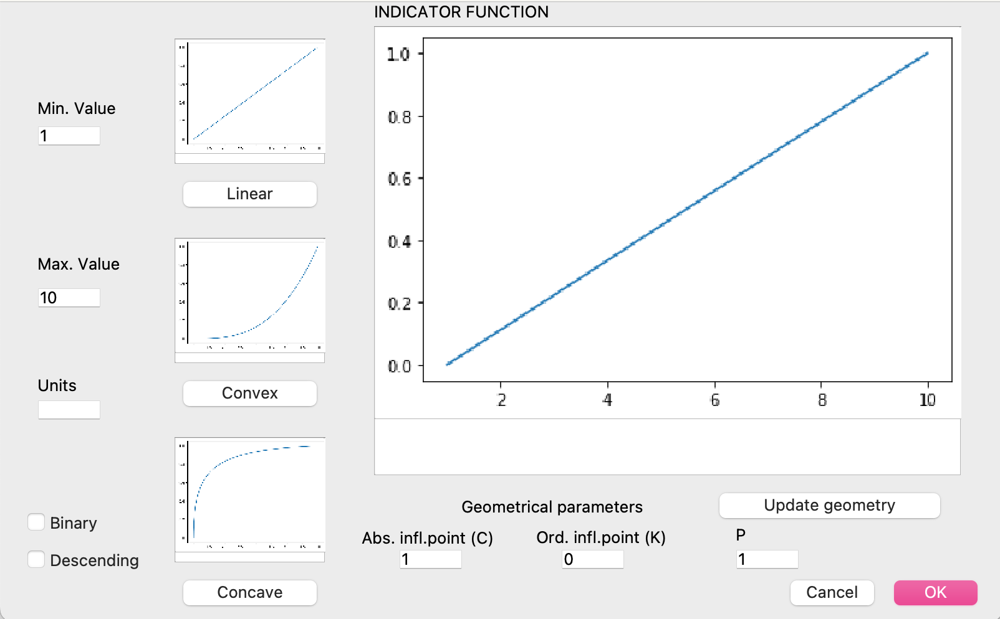 INDICATOR FUNCTION
Min. Value
1
Linear
Max. Value
10
Convex
Units
Binary
Descending
Concave
1.0
0.8
0.6
0.4
0.2
0.0
2 4 6 8 10
Geometrical parameters
Update geometry
Abs. infl.point (C) Ord. infl.point (K) P
1 0 1
Cancel OK